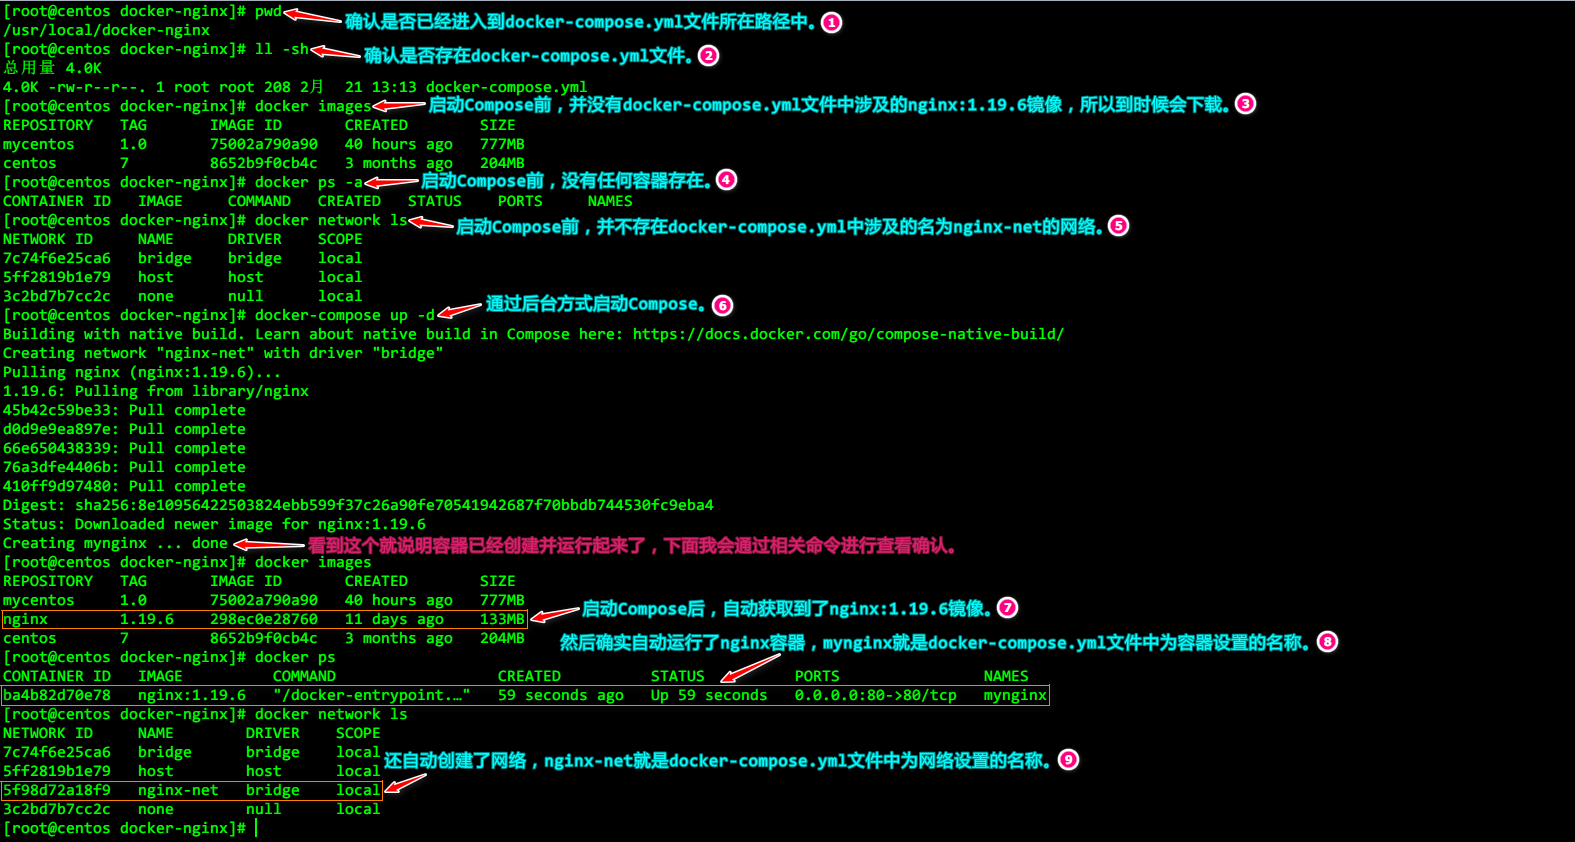 [root@centos docker-nginx]# pwd 确认是否已经进入到docker-compose.yml文件所在路径中。 1
/usr/local/docker-nginx
[root@centos docker-nginx]# ll -sh 确认是否存在docker-compose.yml文件。 2
总用量 4.0K
4.0K -rw-r--r--. 1 root root 208 2月  21 13:13 docker-compose.yml
[root@centos docker-nginx]# docker images 启动Compose前，并没有docker-compose.yml文件中涉及的nginx:1.19.6镜像，所以到时候会下载。 3
REPOSITORY   TAG       IMAGE ID       CREATED        SIZE
mycentos     1.0       75002a790a90   40 hours ago   777MB
centos       7         8652b9f0cb4c   3 months ago   204MB
[root@centos docker-nginx]# docker ps -a 启动Compose前，没有任何容器存在。 4
CONTAINER ID   IMAGE     COMMAND   CREATED   STATUS    PORTS     NAMES
[root@centos docker-nginx]# docker network ls 启动Compose前，并不存在docker-compose.yml中涉及的名为nginx-net的网络。 5
NETWORK ID     NAME      DRIVER    SCOPE
7c74f6e25ca6   bridge    bridge    local
5ff2819b1e79   host      host      local
3c2bd7b7cc2c   none      null      local
[root@centos docker-nginx]# docker-compose up -d 通过后台方式启动Compose。 6
Building with native build. Learn about native build in Compose here: https://docs.docker.com/go/compose-native-build/
Creating network "nginx-net" with driver "bridge"
Pulling nginx (nginx:1.19.6)...
1.19.6: Pulling from library/nginx
45b42c59be33: Pull complete
d0d9e9ea897e: Pull complete
66e650438339: Pull complete
76a3dfe4406b: Pull complete
410ff9d97480: Pull complete
Digest: sha256:8e10956422503824ebb599f37c26a90fe70541942687f70bbdb744530fc9eba4
Status: Downloaded newer image for nginx:1.19.6
Creating mynginx ... done 看到这个就说明容器已经创建并运行起来了，下面我会通过相关命令进行查看确认。
[root@centos docker-nginx]# docker images
REPOSITORY   TAG       IMAGE ID       CREATED        SIZE
mycentos     1.0       75002a790a90   40 hours ago   777MB
nginx        1.19.6    298ec0e28760   11 days ago    133MB 启动Compose后，自动获取到了nginx:1.19.6镜像。 7
centos       7         8652b9f0cb4c   3 months ago   204MB 然后确实自动运行了nginx容器，mynginx就是docker-compose.yml文件中为容器设置的名称。 8
[root@centos docker-nginx]# docker ps
CONTAINER ID   IMAGE          COMMAND                  CREATED          STATUS          PORTS                NAMES
ba4b82d70e78   nginx:1.19.6   "/docker-entrypoint.…"   59 seconds ago   Up 59 seconds   0.0.0.0:80->80/tcp   mynginx
[root@centos docker-nginx]# docker network ls
NETWORK ID     NAME        DRIVER    SCOPE
7c74f6e25ca6   bridge      bridge    local 还自动创建了网络，nginx-net就是docker-compose.yml文件中为网络设置的名称。 9
5ff2819b1e79   host        host      local
5f98d72a18f9   nginx-net   bridge    local
3c2bd7b7cc2c   none        null      local
[root@centos docker-nginx]#